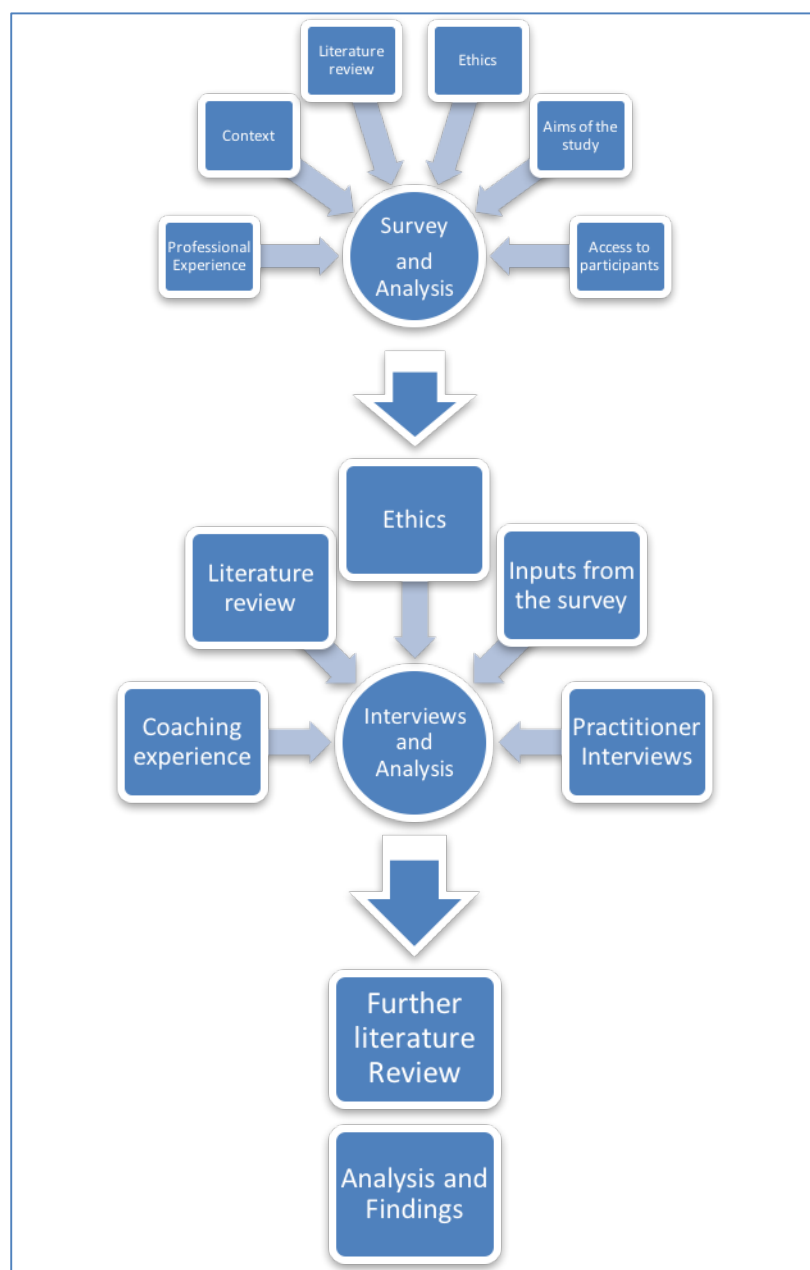 Literature
review
Ethics
Context
Aims of the
study
Professional
Experience
Survey
and
Analysis
Access to
participants
Ethics
Literature
review
Inputs from
the survey
Coaching
experience
Interviews
and
Analysis
Practitioner
Interviews
Further
literature
Review
Analysis and
Findings